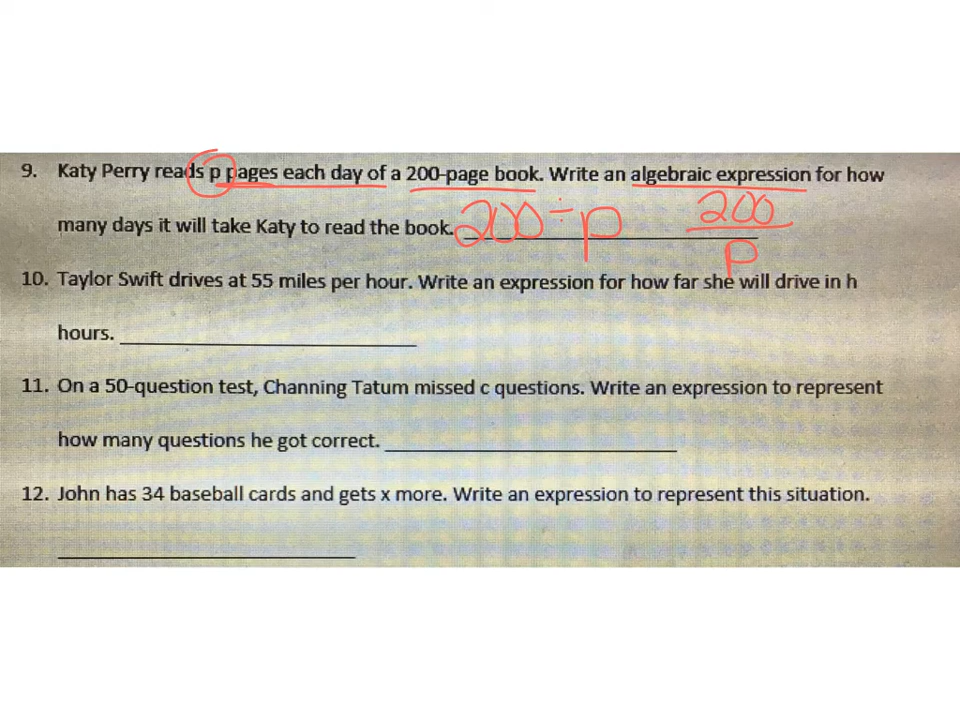 9. Katy Perry reads p pages each day of a 200-page book. Write an algebraic expression for how
many days it will take Katy to read the book. 200 ÷ p 200/p
10. Taylor Swift drives at 55 miles per hour. Write an expression for how far she will drive in h
hours.
11. On a 50-question test, Channing Tatum missed c questions. Write an expression to represent
how many questions he got correct.
12. John has 34 baseball cards and gets x more. Write an expression to represent this situation.